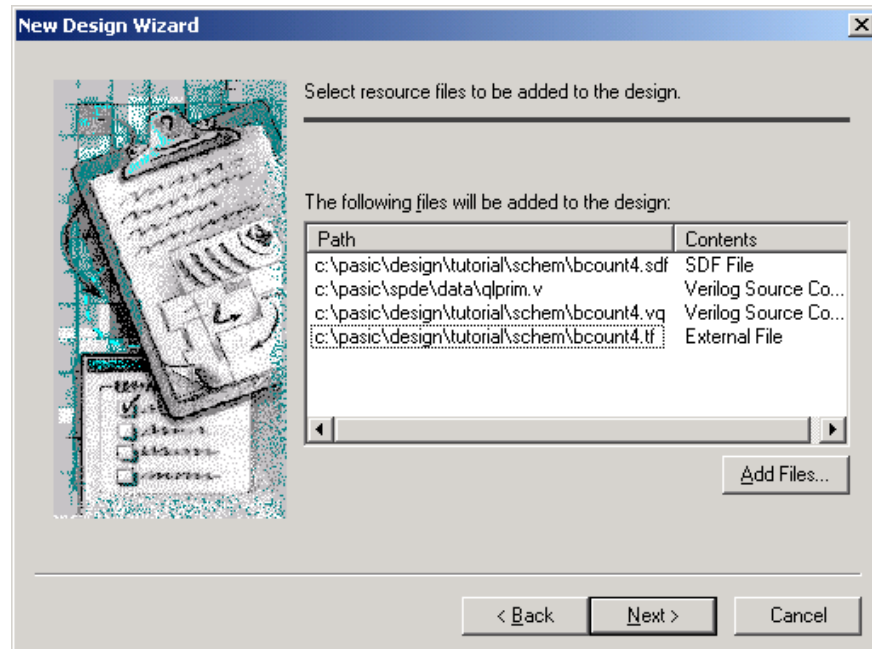 New Design Wizard
Select resource files to be added to the design.
The following files will be added to the design:
Path Contents
c:\pasic\design\tutorial\schem\bcount4.sdf SDF File
c:\pasic\spde\data\qlprim.v Verilog Source Co...
c:\pasic\design\tutorial\schem\bcount4.vq Verilog Source Co...
c:\pasic\design\tutorial\schem\bcount4.tf External File
Add Files...
< Back Next > Cancel